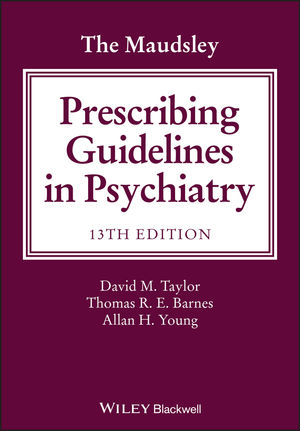 The Maudsley
Prescribing
Guidelines
in Psychiatry
13TH EDITION
David M. Taylor
Thomas R. E. Barnes
Allan H. Young
WILEY Blackwell